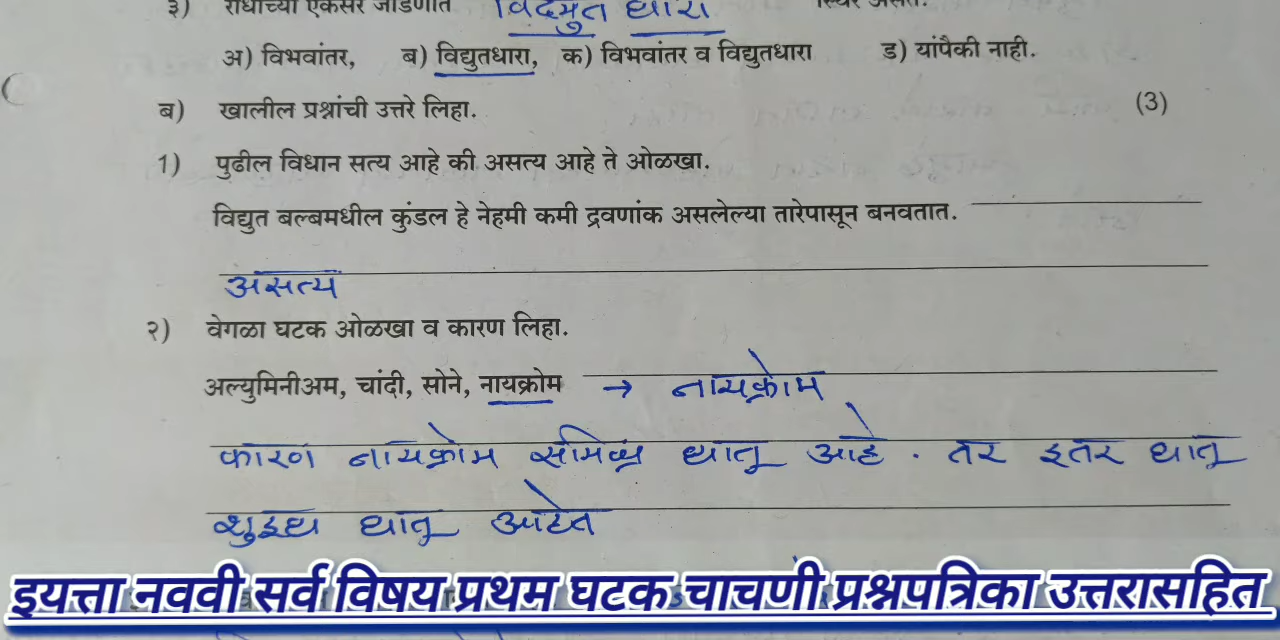 ३) रोधांच्या एकसर जोडणीत विदयुत धारा स्थिर असते.
अ) विभवांतर, ब) विद्युतधारा, क) विभवांतर व विद्युतधारा ड) यांपैकी नाही.
ब) खालील प्रश्नांची उत्तरे लिहा. (3)
1) पुढील विधान सत्य आहे की असत्य आहे ते ओळखा.
विद्युत बल्बमधील कुंडल हे नेहमी कमी द्रवणांक असलेल्या तारेपासून बनवतात.
असत्य
२) वेगळा घटक ओळखा व कारण लिहा.
अल्युमिनीअम, चांदी, सोने, नायक्रोम → नायक्रोम
कारण नायक्रोम संमिश्र धातू आहे. तर इतर धातू
शुद्ध धातू आहेत
इयत्ता नववी सर्व विषय प्रथम घटक चाचणी प्रश्नपत्रिका उत्तरासहित